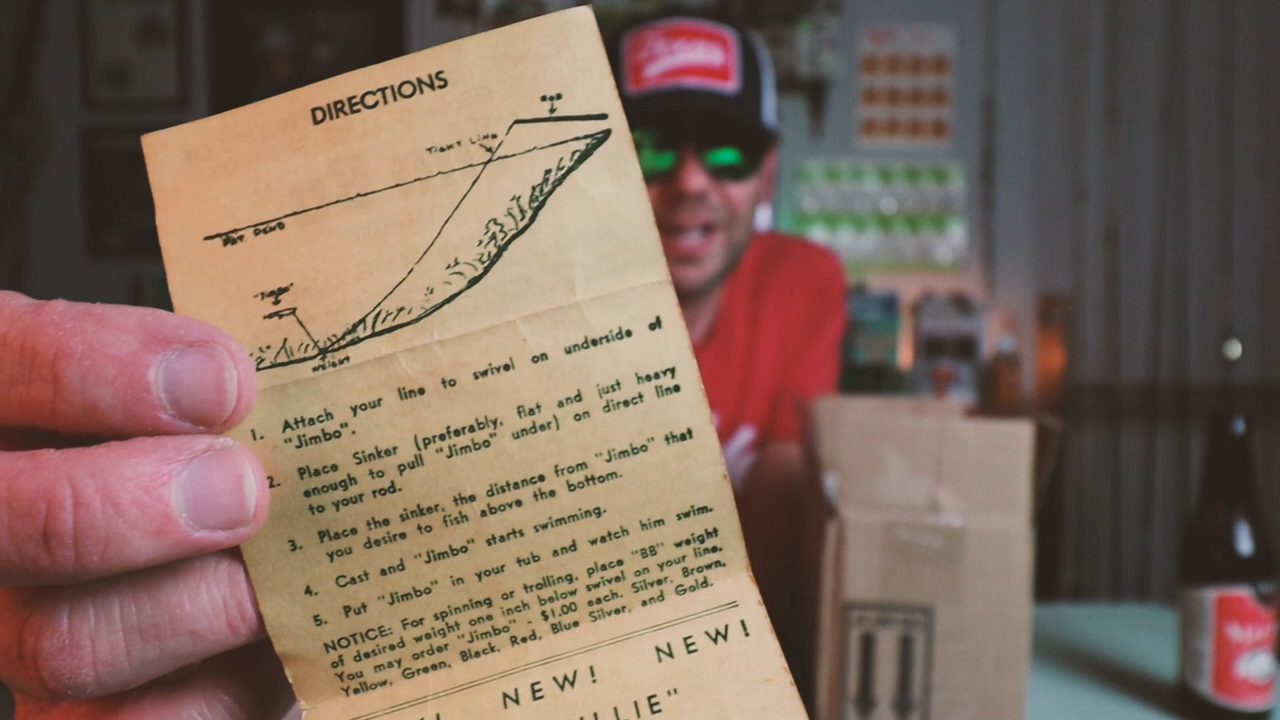 DIRECTIONS
ROD
TIGHT LINE
PAT. PEND
"JIMBO"
WEIGHT
1. Attach your line to swivel on underside of
"Jimbo".
2. Place Sinker (preferably, flat and just heavy
enough to pull "Jimbo" under) on direct line
to your rod.
3. Place the sinker, the distance from "Jimbo" that
you desire to fish above the bottom.
4. Cast and "Jimbo" starts swimming.
5. Put "Jimbo" in your tub and watch him swim.
NOTICE: For spinning or trolling, place "BB" weight
of desired weight one inch below swivel on your line.
You may order "Jimbo" - $1.00 each. Silver, Brown,
Yellow, Green, Black, Red, Blue Silver, and Gold.
NEW! NEW!